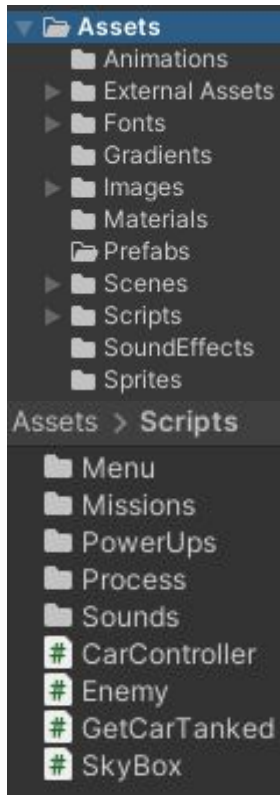 Assets
Animations
External Assets
Fonts
Gradients
Images
Materials
Prefabs
Scenes
Scripts
SoundEffects
Sprites
Assets > Scripts
Menu
Missions
PowerUps
Process
Sounds
# CarController
# Enemy
# GetCarTanked
# SkyBox